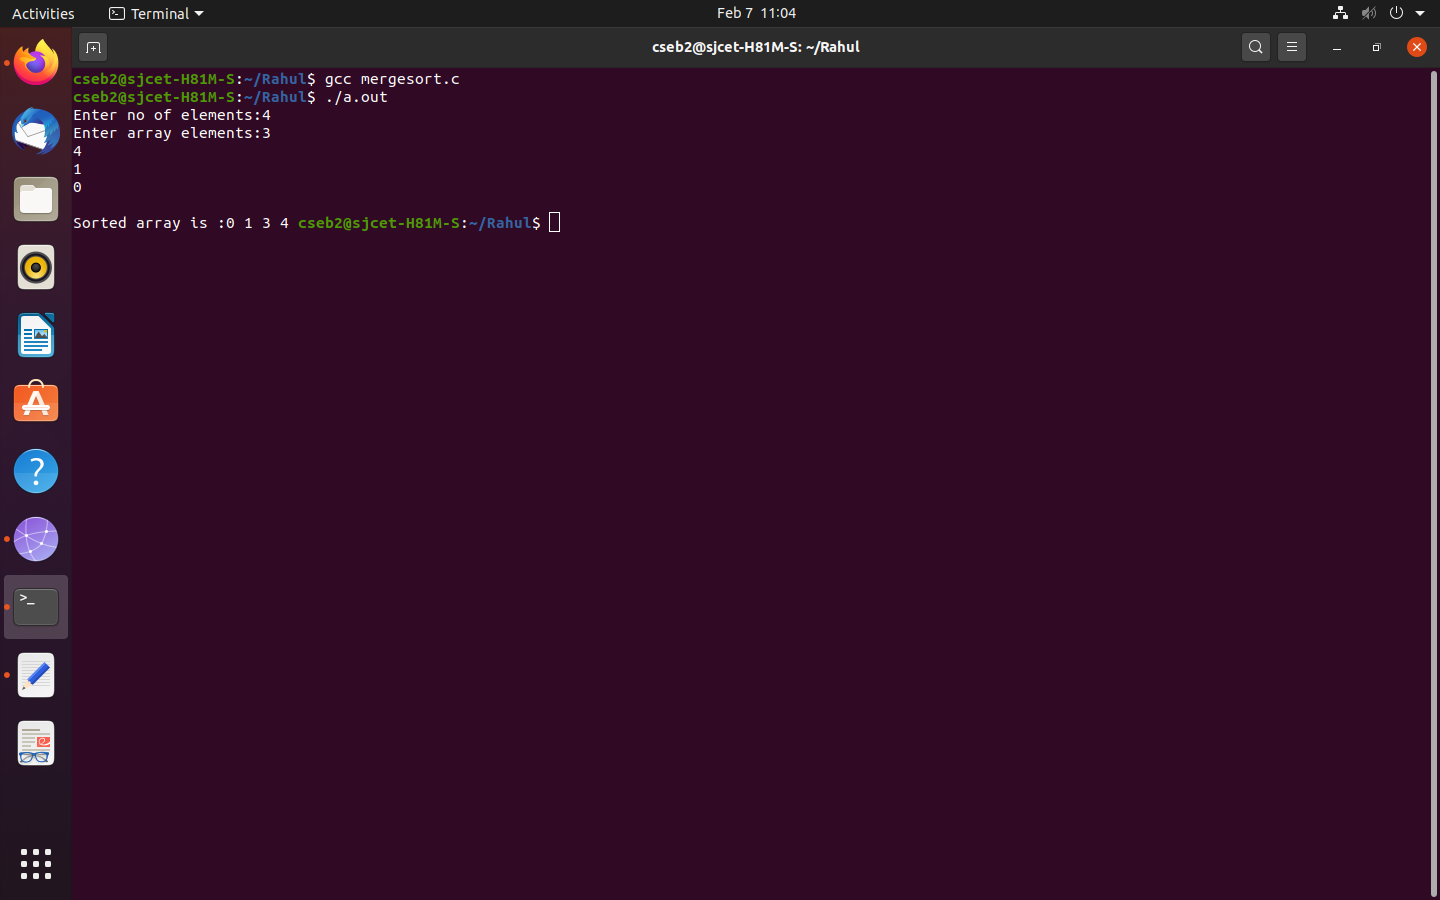 Activities Terminal Feb 7 11:04
cseb2@sjcet-H81M-S: ~/Rahul
cseb2@sjcet-H81M-S:~/Rahul$ gcc mergesort.c
cseb2@sjcet-H81M-S:~/Rahul$ ./a.out
Enter no of elements:4
Enter array elements:3
4
1
0

Sorted array is :0 1 3 4 cseb2@sjcet-H81M-S:~/Rahul$